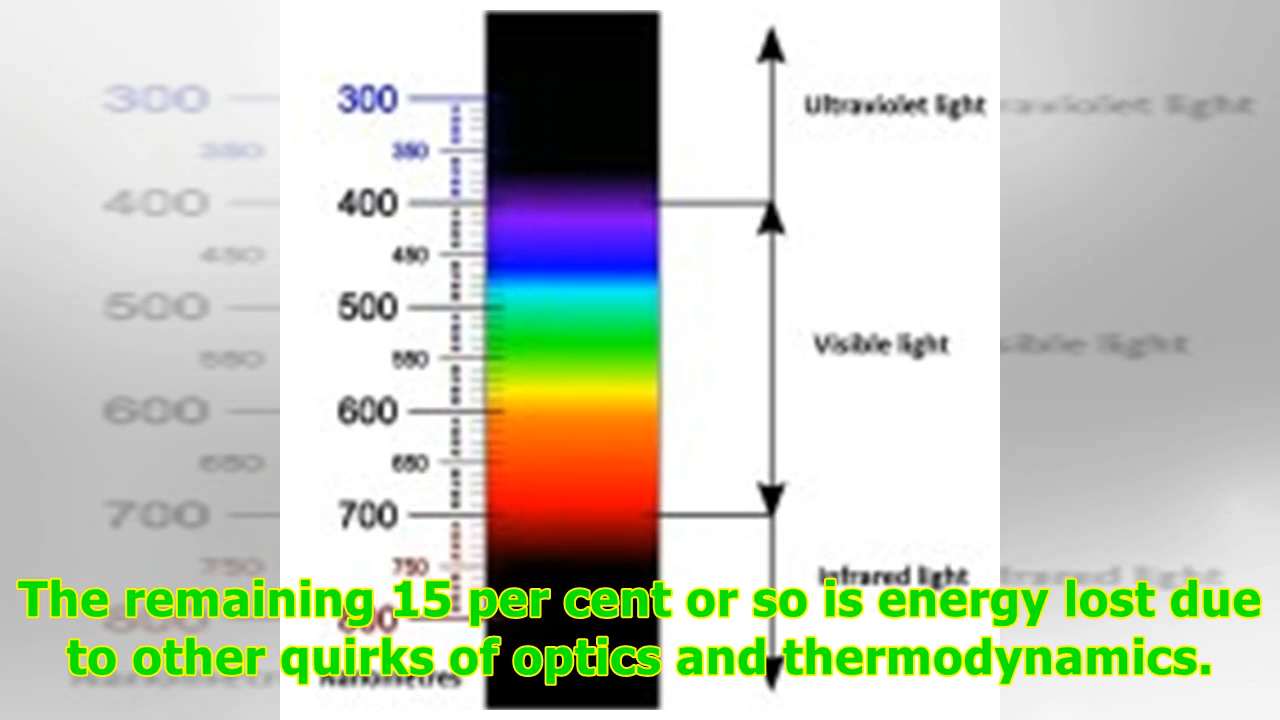 300
Ultraviolet light
350
400
450
500
550
Visible light
600
650
700
750
Infrared light
The remaining 15 per cent or so is energy lost due
to other quirks of optics and thermodynamics.